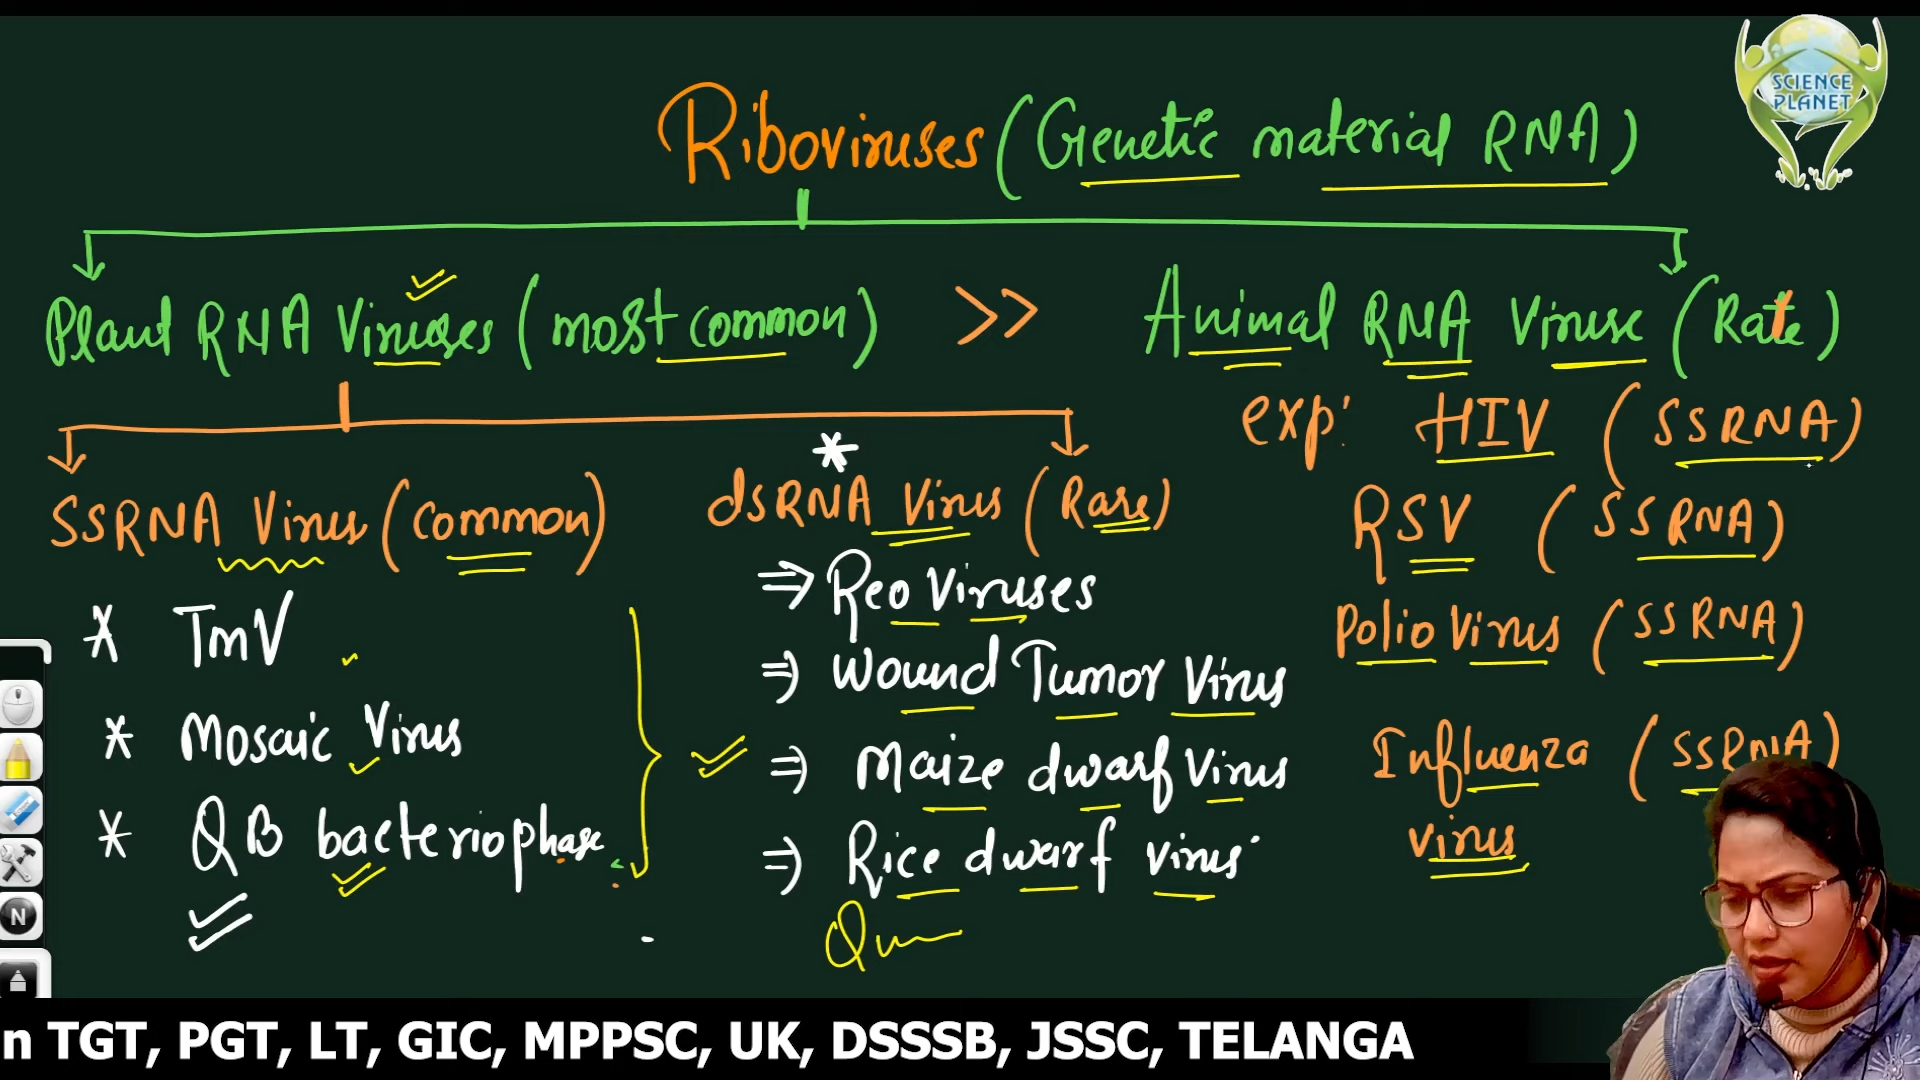 SCIENCE
PLANET
Riboviruses (Genetic material RNA)
Plant RNA Viruses (most common) >> Animal RNA Viruse (Rare)
SSRNA Virus (common)
* TmV
* Mosaic Virus
* QB bacteriophase
* dsRNA Virus (Rare)
⇒ Reo Viruses
⇒ Wound Tumor Virus
⇒ Maize dwarf Virus
⇒ Rice dwarf virus
exp: HIV (SSRNA)
RSV (SSRNA)
Polio Virus (SSRNA)
Influenza (SSRNA)
virus
N
n TGT, PGT, LT, GIC, MPPSC, UK, DSSSB, JSSC, TELANGA